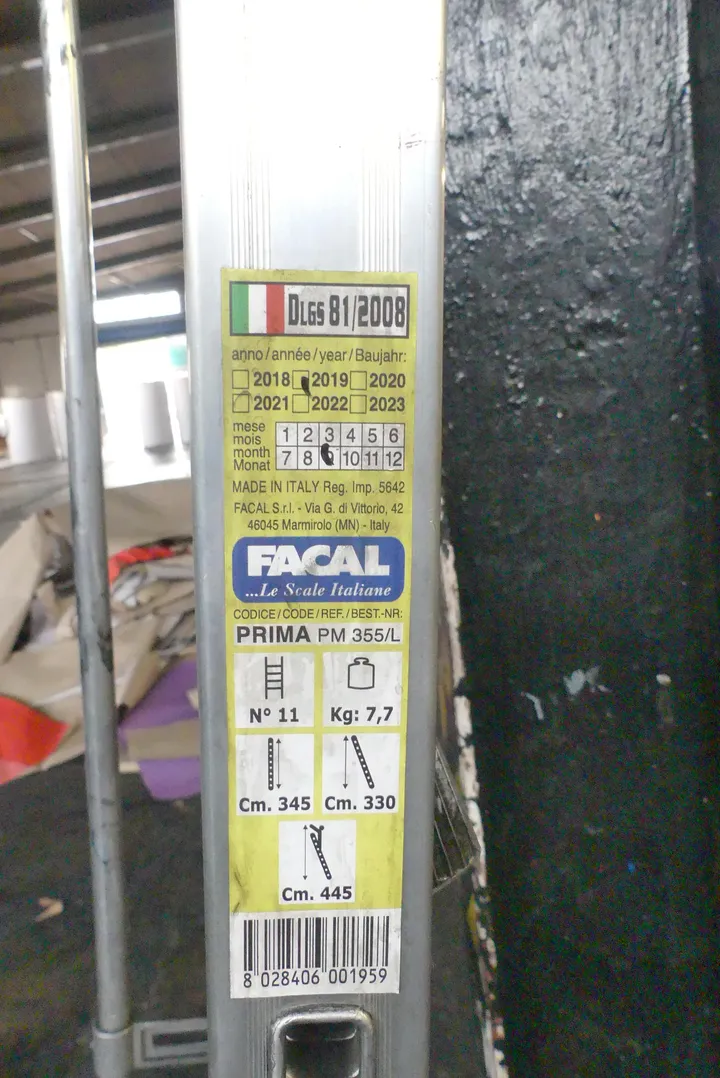 DLGS 81/2008
anno/année/year/Baujahr:
2018 2019 2020
2021 2022 2023
mese
mois
month
Monat
1 2 3 4 5 6
7 8 10 11 12
MADE IN ITALY Reg. Imp. 5642
FACAL S.r.l. - Via G. di Vittorio, 42
46045 Marmirolo (MN) - Italy
FACAL
...Le Scale Italiane
CODICE/CODE/REF./BEST.-NR:
PRIMA PM 355/L
N° 11 Kg: 7,7
Cm. 345 Cm. 330
Cm. 445
8 028406 001959